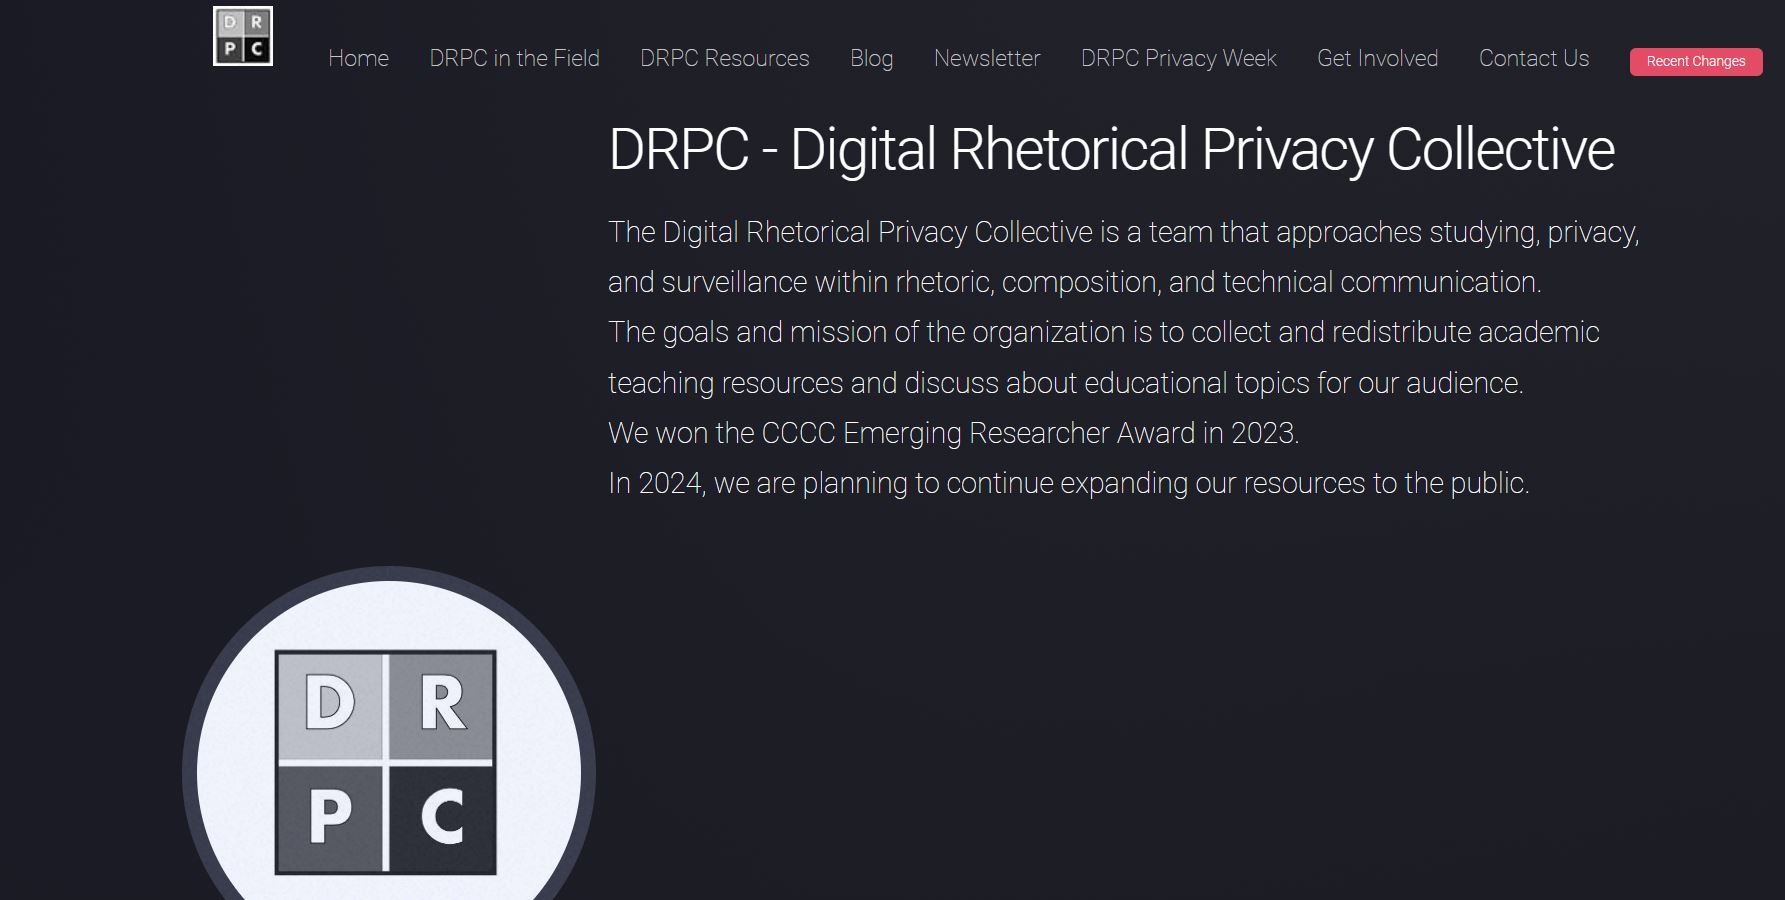 D R
P C
Home DRPC in the Field DRPC Resources Blog Newsletter DRPC Privacy Week Get Involved Contact Us Recent Changes
DRPC - Digital Rhetorical Privacy Collective
The Digital Rhetorical Privacy Collective is a team that approaches studying, privacy,
and surveillance within rhetoric, composition, and technical communication.
The goals and mission of the organization is to collect and redistribute academic
teaching resources and discuss about educational topics for our audience.
We won the CCCC Emerging Researcher Award in 2023.
In 2024, we are planning to continue expanding our resources to the public.
D R
P C